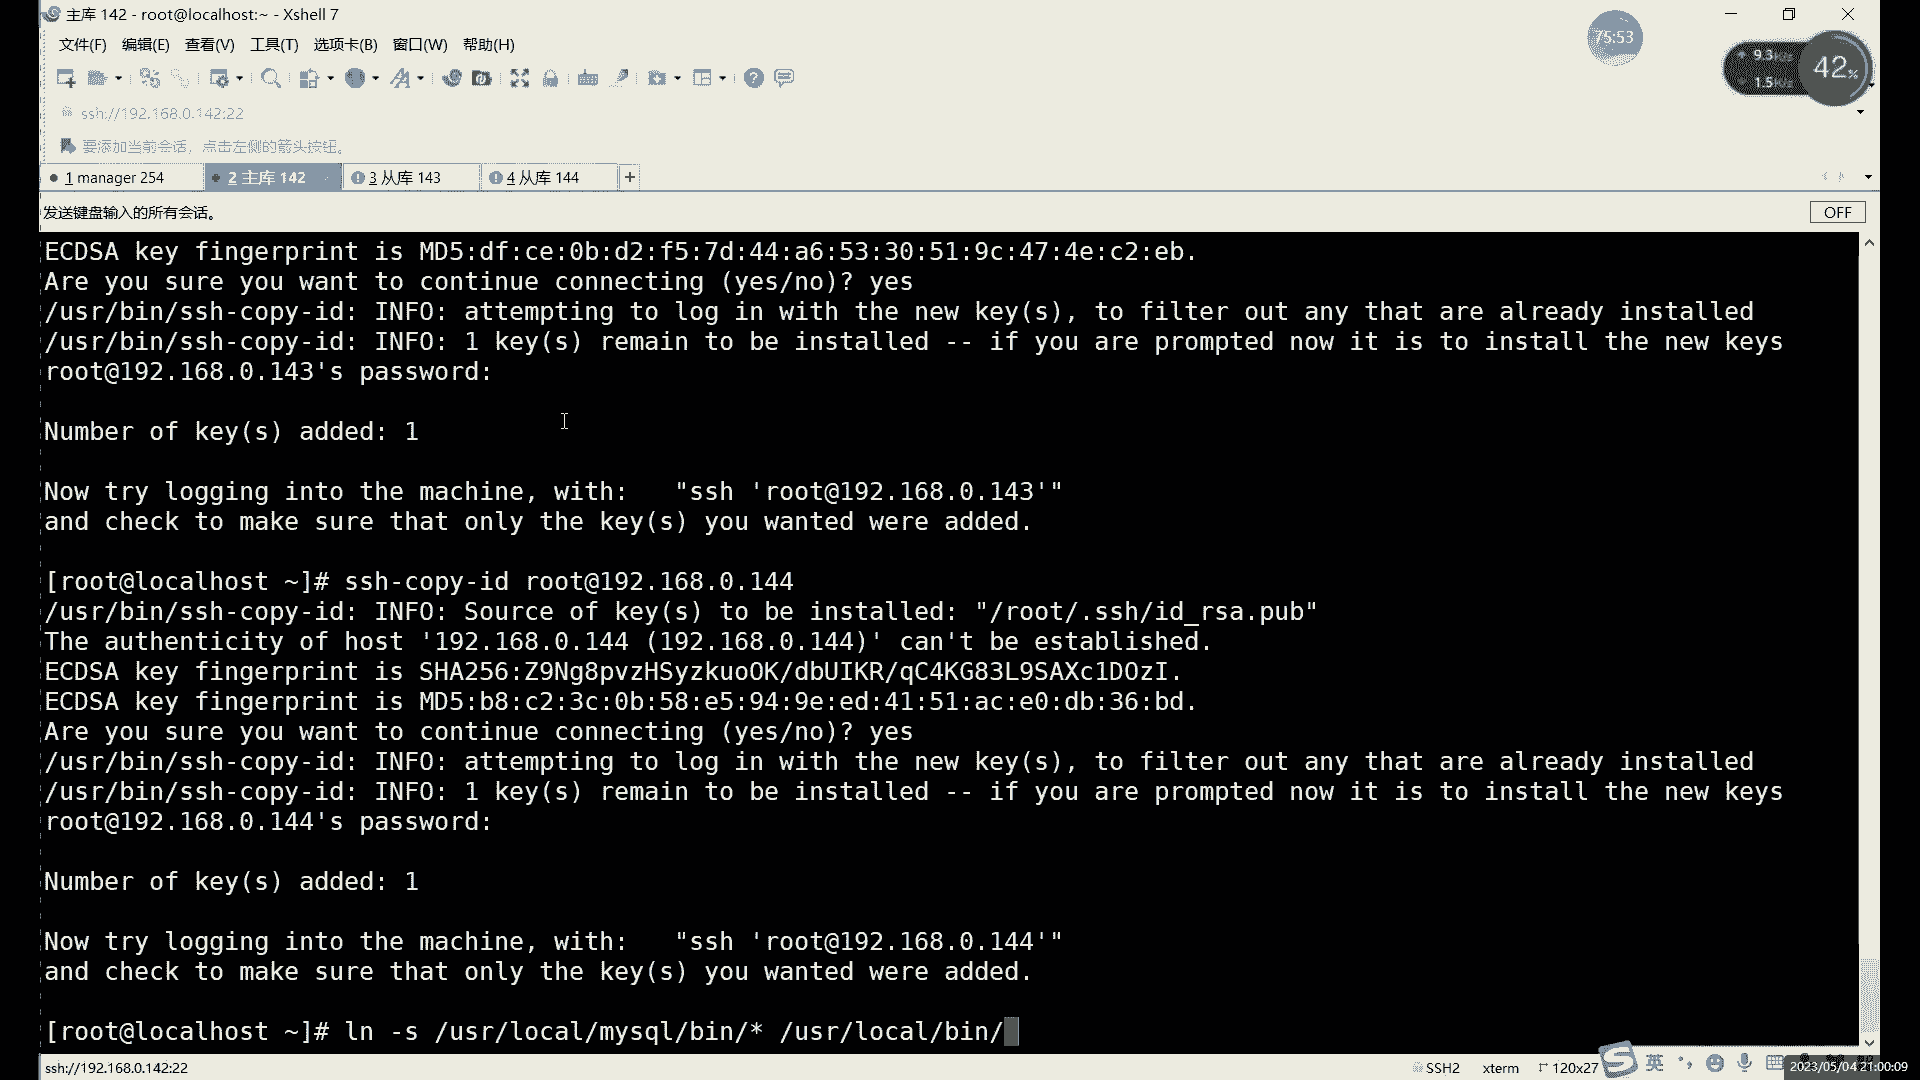 主库 142 - root@localhost:~ - Xshell 7
文件(F) 编辑(E) 查看(V) 工具(T) 选项卡(B) 窗口(W) 帮助(H)
75:53
9.3K/s
1.5K/s
42%
ssh://192.168.0.142:22
要添加当前会话，点击左侧的箭头按钮。
1 manager 254 2 主库 142 3 从库 143 4 从库 144 +
发送键盘输入的所有会话。 OFF
ECDSA key fingerprint is MD5:df:ce:0b:d2:f5:7d:44:a6:53:30:51:9c:47:4e:c2:eb.
Are you sure you want to continue connecting (yes/no)? yes
/usr/bin/ssh-copy-id: INFO: attempting to log in with the new key(s), to filter out any that are already installed
/usr/bin/ssh-copy-id: INFO: 1 key(s) remain to be installed -- if you are prompted now it is to install the new keys
root@192.168.0.143's password:
Number of key(s) added: 1
Now try logging into the machine, with:   "ssh 'root@192.168.0.143'"
and check to make sure that only the key(s) you wanted were added.
[root@localhost ~]# ssh-copy-id root@192.168.0.144
/usr/bin/ssh-copy-id: INFO: Source of key(s) to be installed: "/root/.ssh/id_rsa.pub"
The authenticity of host '192.168.0.144 (192.168.0.144)' can't be established.
ECDSA key fingerprint is SHA256:Z9Ng8pvzHSyzkuoOK/dbUIKR/qC4KG83L9SAXc1DOzI.
ECDSA key fingerprint is MD5:b8:c2:3c:0b:58:e5:94:9e:ed:41:51:ac:e0:db:36:bd.
Are you sure you want to continue connecting (yes/no)? yes
/usr/bin/ssh-copy-id: INFO: attempting to log in with the new key(s), to filter out any that are already installed
/usr/bin/ssh-copy-id: INFO: 1 key(s) remain to be installed -- if you are prompted now it is to install the new keys
root@192.168.0.144's password:
Number of key(s) added: 1
Now try logging into the machine, with:   "ssh 'root@192.168.0.144'"
and check to make sure that only the key(s) you wanted were added.
[root@localhost ~]# ln -s /usr/local/mysql/bin/* /usr/local/bin/
ssh://192.168.0.142:22 SSH2 xterm 120x27 英 2023/05/04 21:00:09